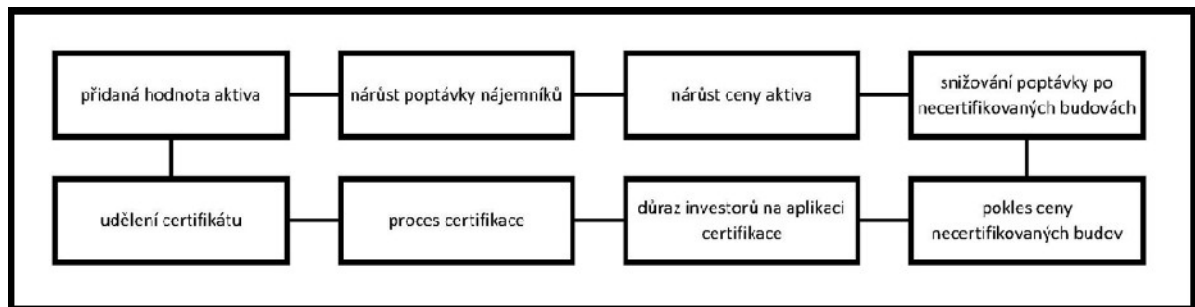 přidaná hodnota aktiva
nárůst poptávky nájemníků
nárůst ceny aktiva
snižování poptávky po
necertifikovaných budovách
udělení certifikátu
proces certifikace
důraz investorů na aplikaci
certifikace
pokles ceny
necertifikovaných budov